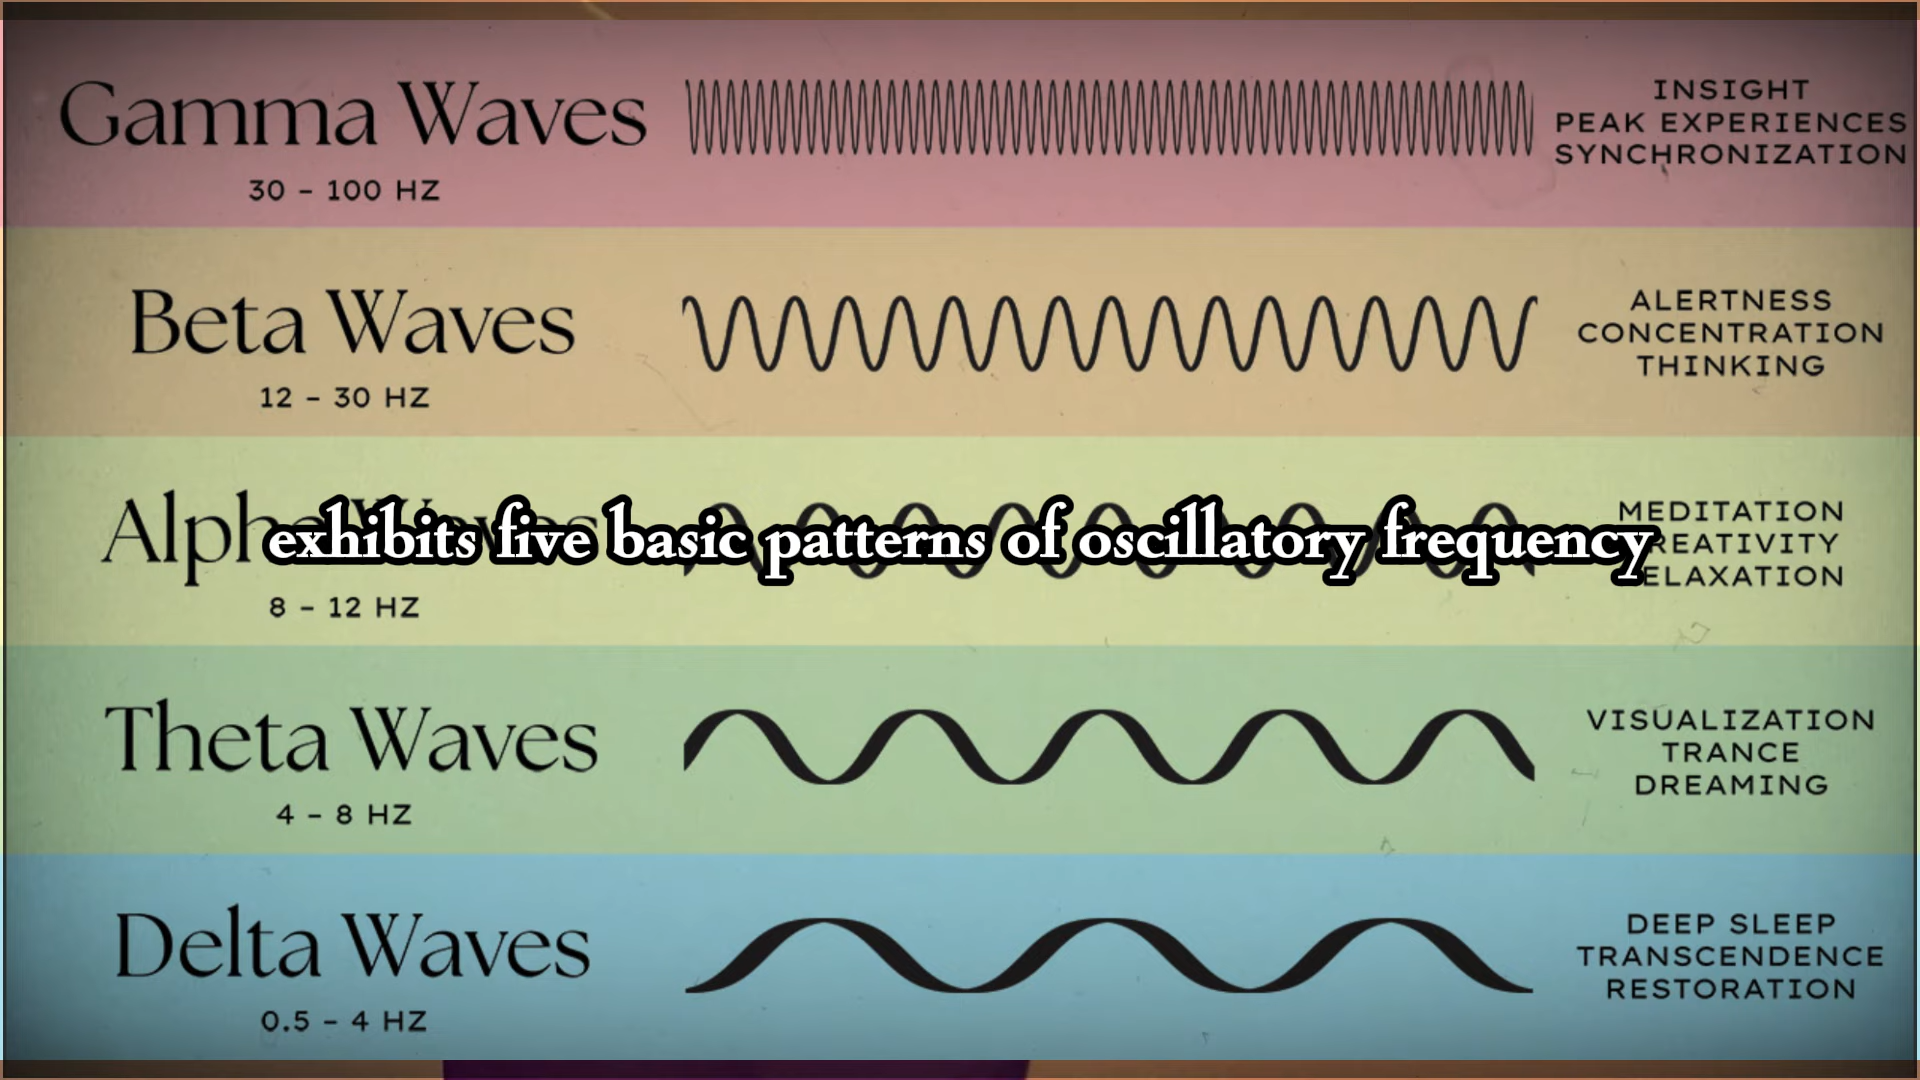 Gamma Waves
30 – 100 HZ
INSIGHT
PEAK EXPERIENCES
SYNCHRONIZATION
Beta Waves
12 – 30 HZ
ALERTNESS
CONCENTRATION
THINKING
exhibits five basic patterns of oscillatory frequency
8 – 12 HZ
MEDITATION
Theta Waves
4 – 8 HZ
VISUALIZATION
TRANCE
DREAMING
Delta Waves
0.5 – 4 HZ
DEEP SLEEP
TRANSCENDENCE
RESTORATION